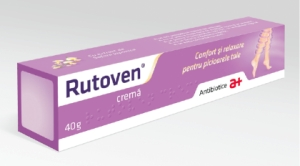 Rutoven®
cremă
40g
Confort și relaxare
pentru picioarele tale
Antibiotice a+